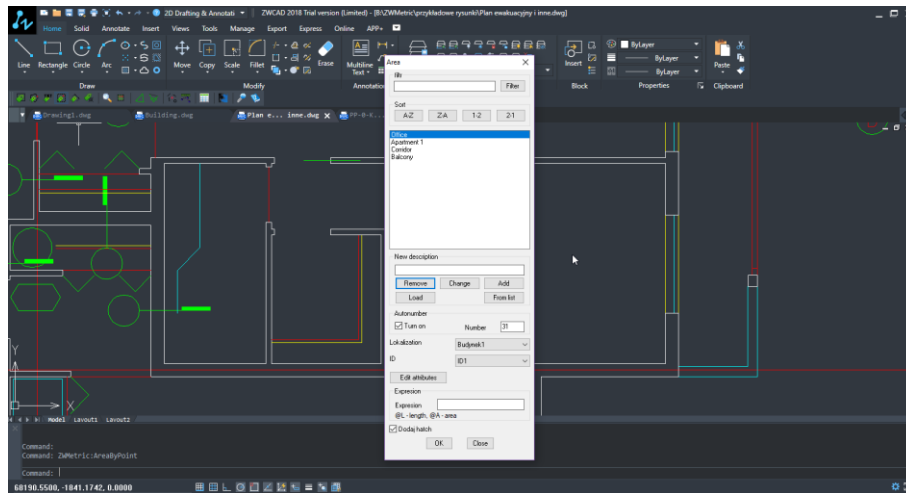 2D Drafting & Annotati ZWCAD 2018 Trial version (Limited) - [B:\ZWMetric\przykładowe rysunki\Plan ewakuacyjny i inne.dwg]
Home Solid Annotate Insert Views Tools Manage Export Express Online APP+
Line Rectangle Circle Arc Move Copy Scale Fillet Erase Multiline Text Insert ByLayer ByLayer ByLayer Paste
Draw Modify Annotation Block Properties Clipboard
Drawing1.dwg Building.dwg Plan e... inne.dwg X PP-B-K...
Area
filtr
Filter
Sort
A-Z Z-A 1-2 2-1
Office
Apartment 1
Corridor
Balcony
New description
Remove Change Add
Load From list
Autonumber
Turn on Number 31
Lokalization Budynek1
ID ID1
Edit attributes
Expresion
Expresion
@L - length, @A - area
Dodaj hatch
OK Close
Y
X
Model Layout1 Layout2
Command:
Command: ZWMetric:AreaByPoint
Command:
68190.5500, -1841.1742, 0.0000